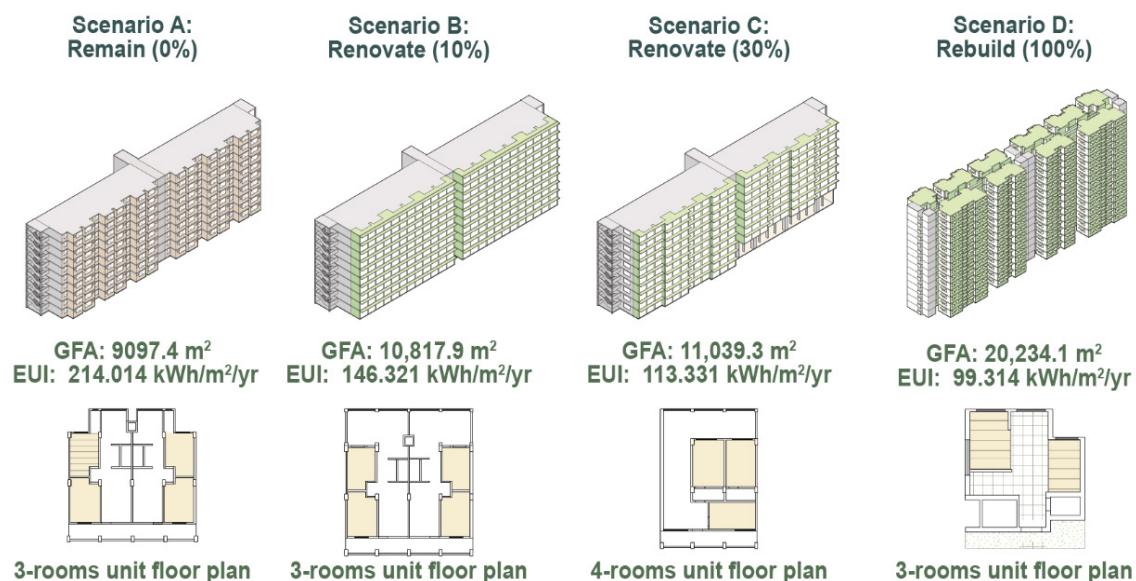 Scenario A:
Remain (0%)
Scenario B:
Renovate (10%)
Scenario C:
Renovate (30%)
Scenario D:
Rebuild (100%)
GFA: 9097.4 m²
EUI: 214.014 kWh/m²/yr
GFA: 10,817.9 m²
EUI: 146.321 kWh/m²/yr
GFA: 11,039.3 m²
EUI: 113.331 kWh/m²/yr
GFA: 20,234.1 m²
EUI: 99.314 kWh/m²/yr
3-rooms unit floor plan
3-rooms unit floor plan
4-rooms unit floor plan
3-rooms unit floor plan